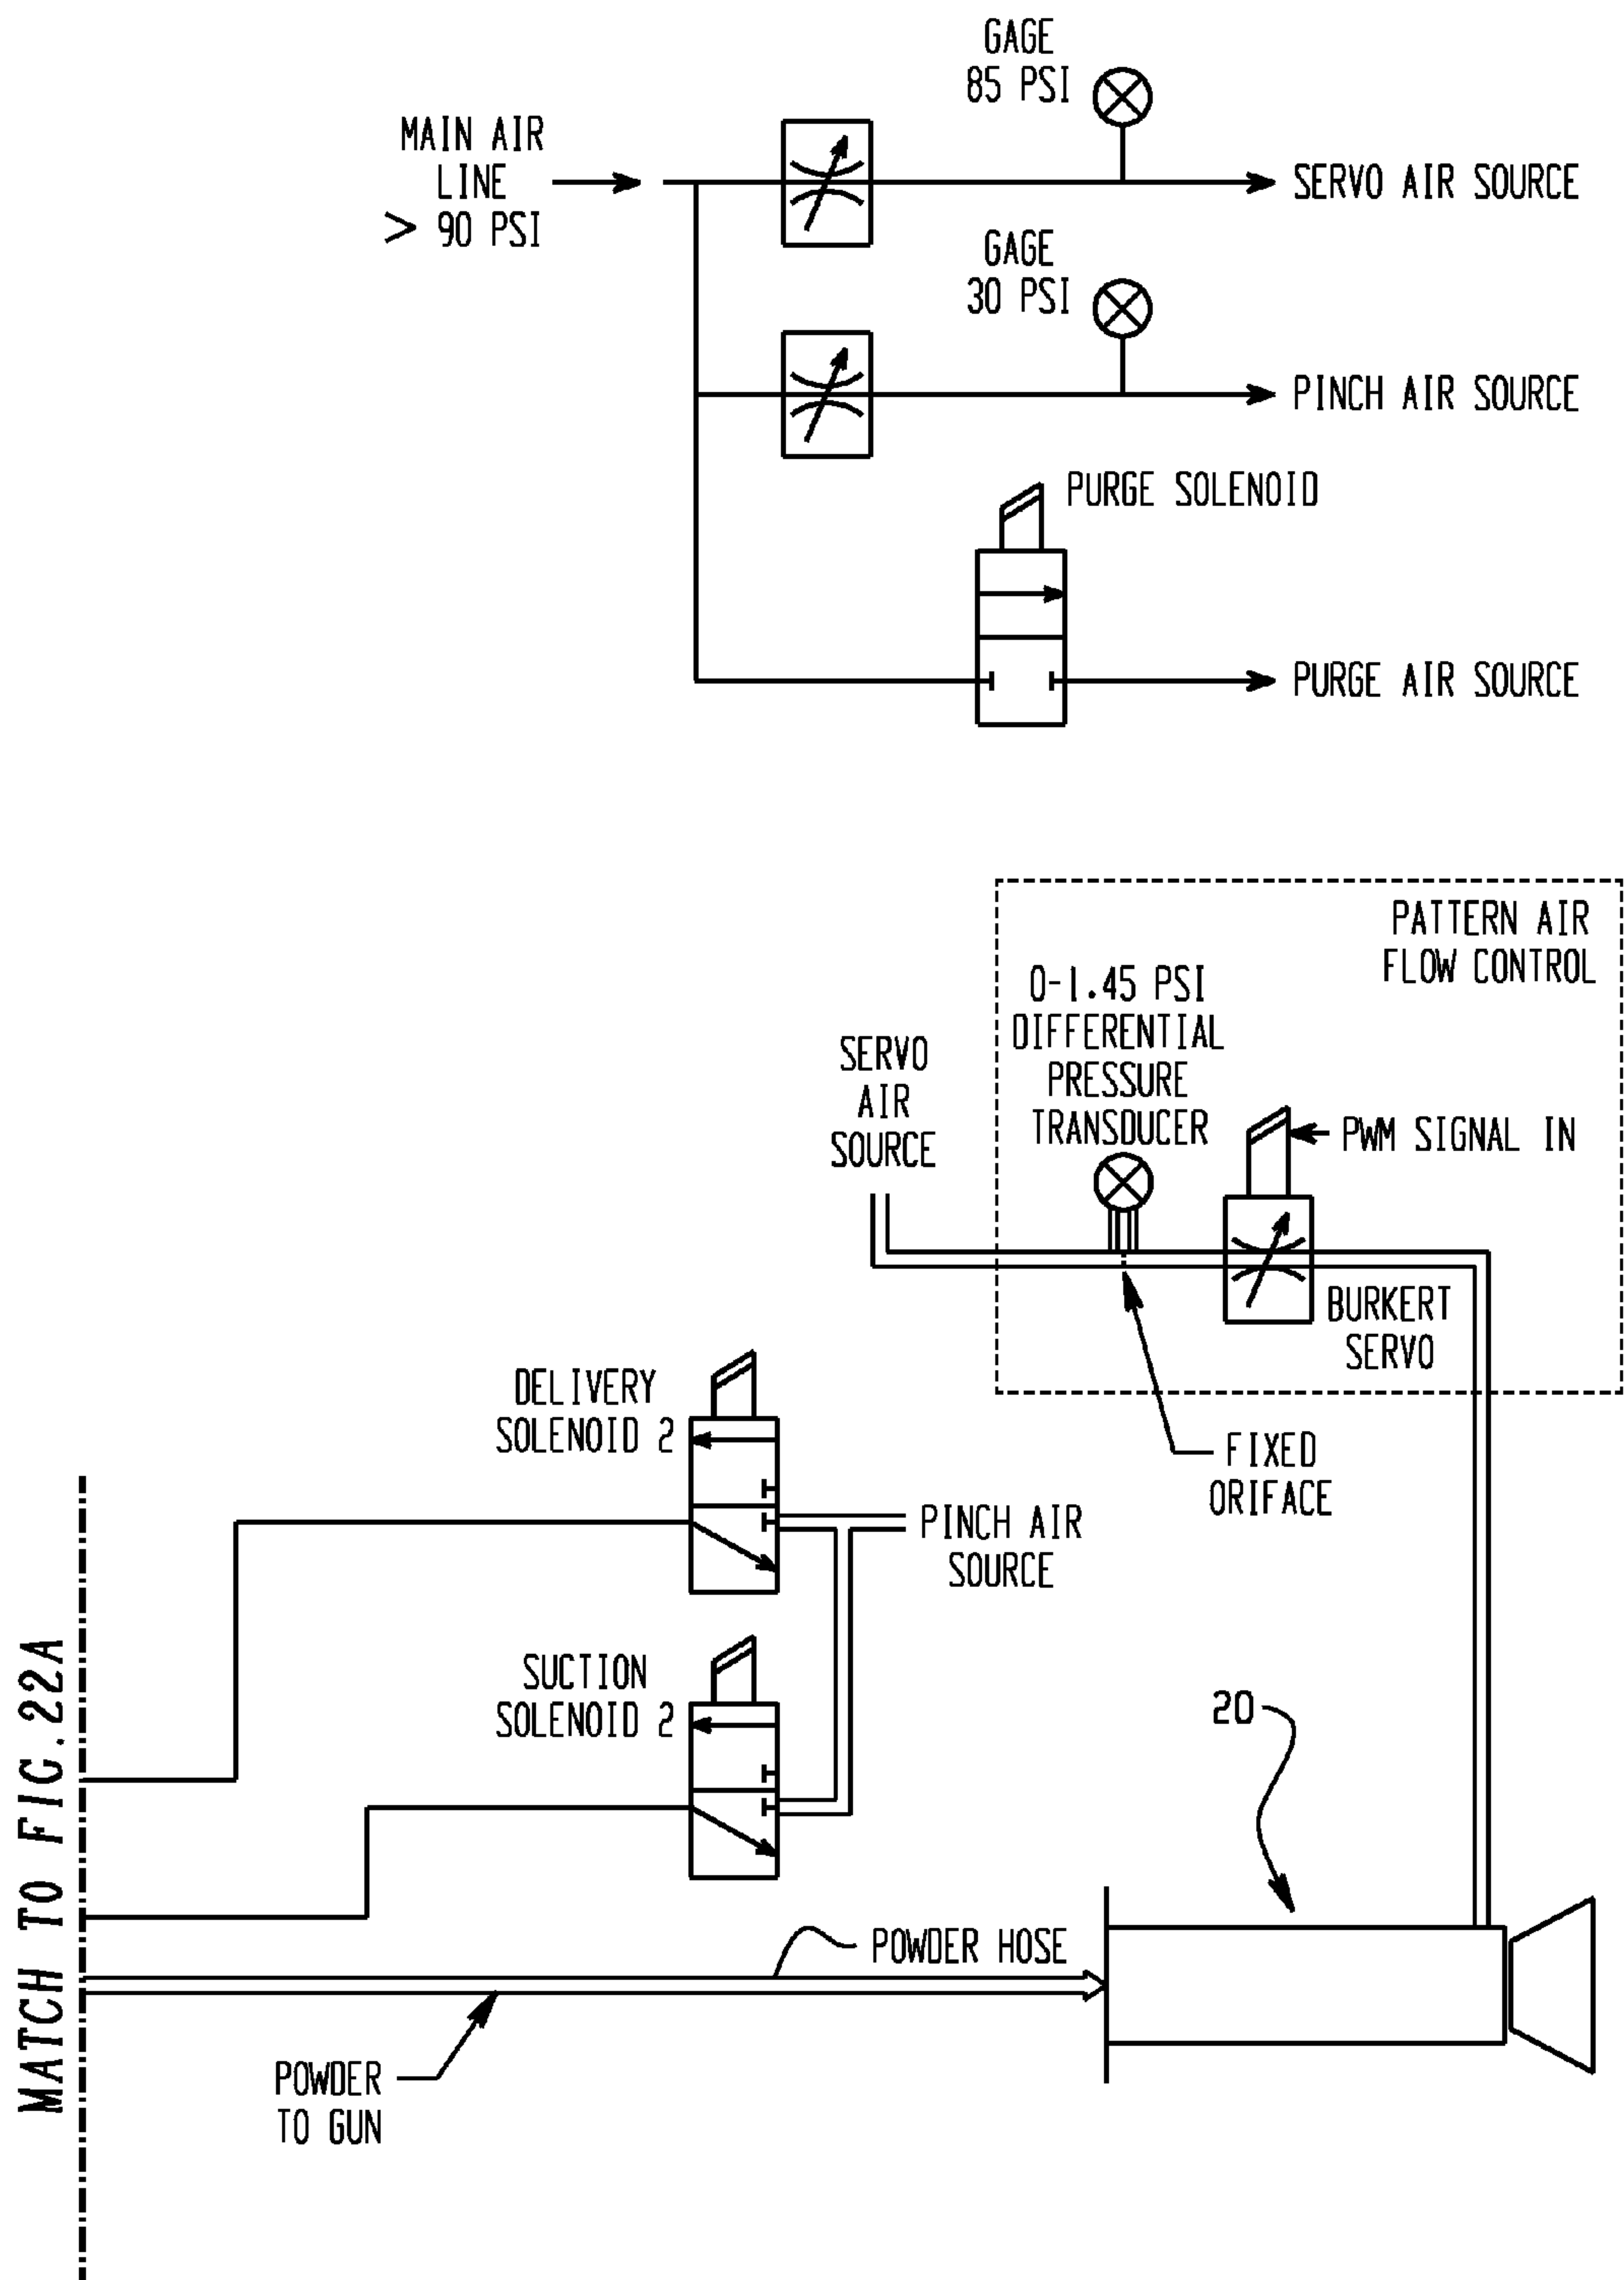 GAGE
85 PSI
MAIN AIR
LINE
> 90 PSI
SERVO AIR SOURCE
GAGE
30 PSI
PINCH AIR SOURCE
PURGE SOLENOID
PURGE AIR SOURCE
PATTERN AIR
FLOW CONTROL
0-1.45 PSI
DIFFERENTIAL
PRESSURE
TRANSDUCER
SERVO
AIR
SOURCE
PWM SIGNAL IN
BURKERT
SERVO
DELIVERY
SOLENOID 2
FIXED
ORIFACE
PINCH AIR
SOURCE
SUCTION
SOLENOID 2
20
MATCH TO FIG.22A
POWDER HOSE
POWDER
TO GUN